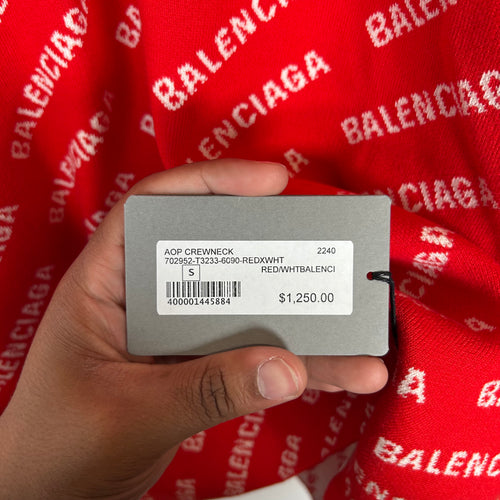 BALENCIAGA
BALENCIAGA
BALENCIAGA
BALENCIAGA
BALENCIAGA
AOP CREWNECK 2240
702952-T3233-6090-REDXWHT
S RED/WHTBALENCI
400001445884 $1,250.00
BALENCIAGA
BALENCIAGA
BALENCIAGA